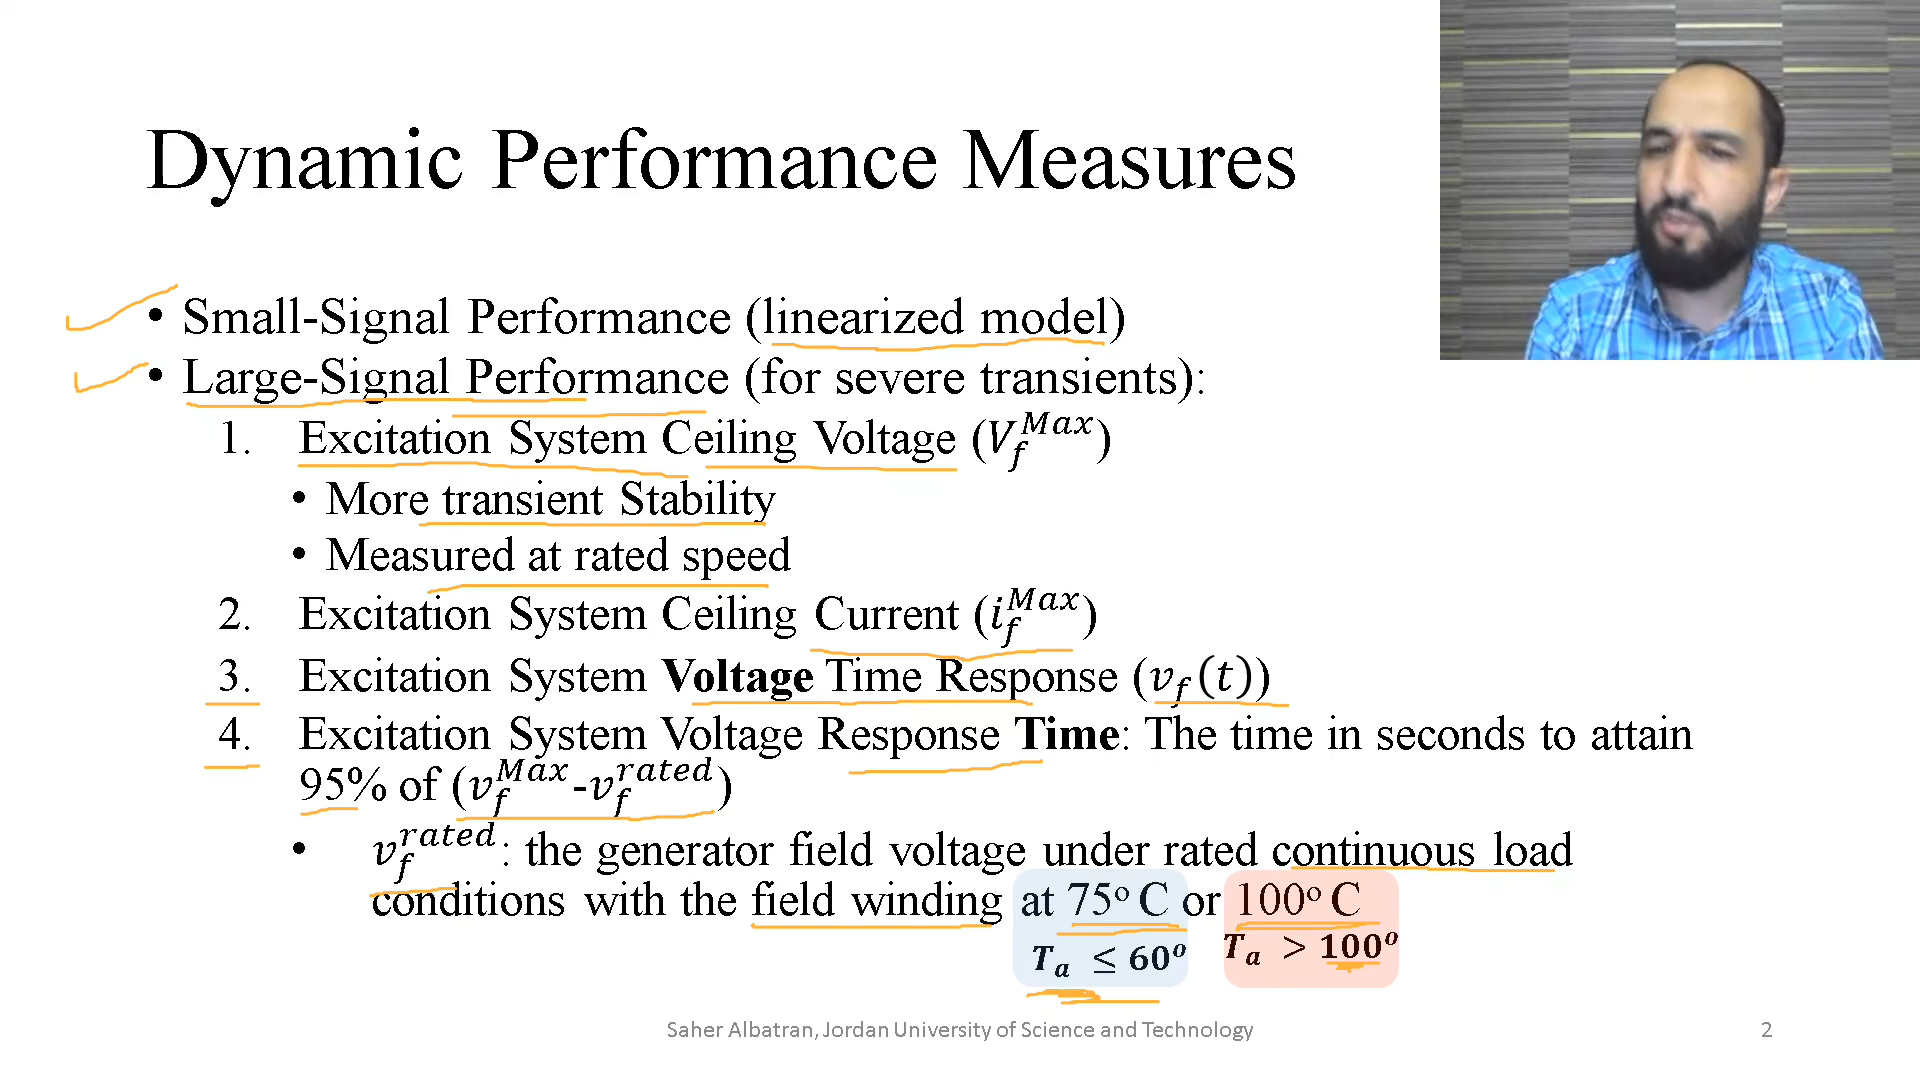 Dynamic Performance Measures
• Small-Signal Performance (linearized model)
• Large-Signal Performance (for severe transients):
1. Excitation System Ceiling Voltage (V_f^Max)
• More transient Stability
• Measured at rated speed
2. Excitation System Ceiling Current (i_f^Max)
3. Excitation System Voltage Time Response (v_f(t))
4. Excitation System Voltage Response Time: The time in seconds to attain
95% of (v_f^Max-v_f^rated)
• v_f^rated: the generator field voltage under rated continuous load
conditions with the field winding at 75º C or 100º C
T_a ≤ 60º T_a > 100º
Saher Albatran, Jordan University of Science and Technology 2